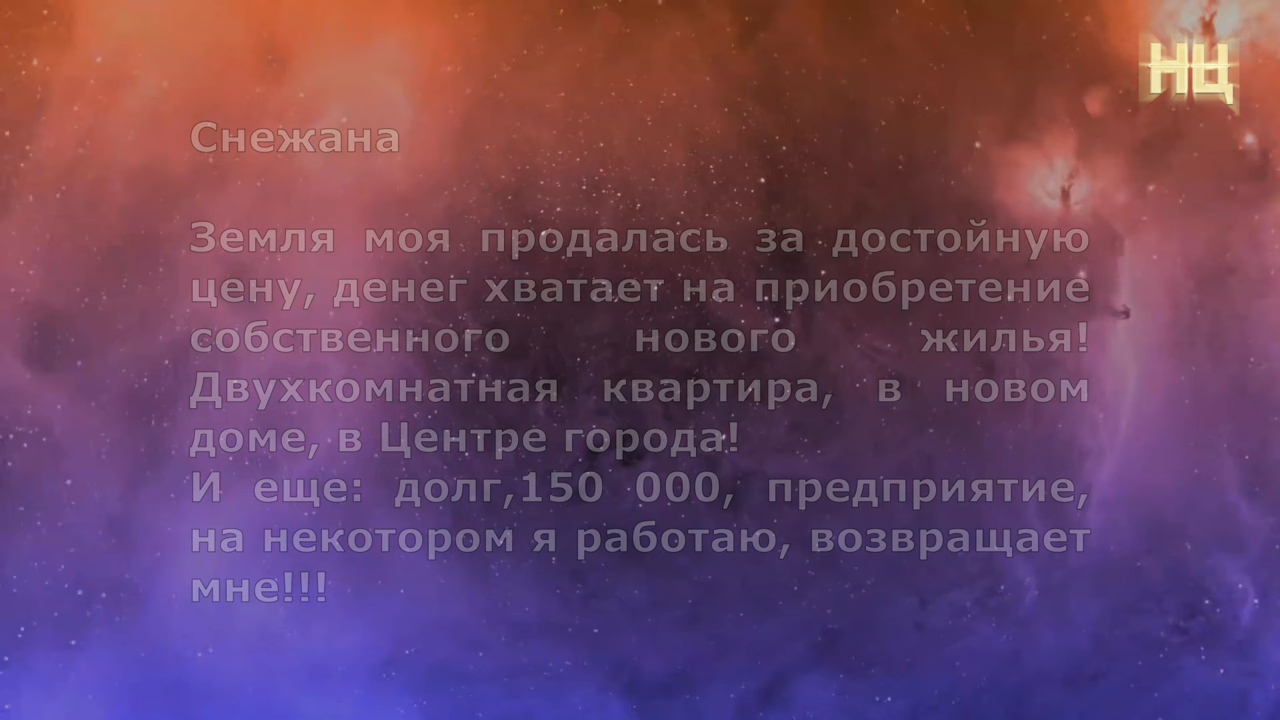 НЦ
Снежана
Земля моя продалась за достойную
цену, денег хватает на приобретение
собственного нового жилья!
Двухкомнатная квартира, в новом
доме, в Центре города!
И еще: долг,150 000, предприятие,
на некотором я работаю, возвращает
мне!!!